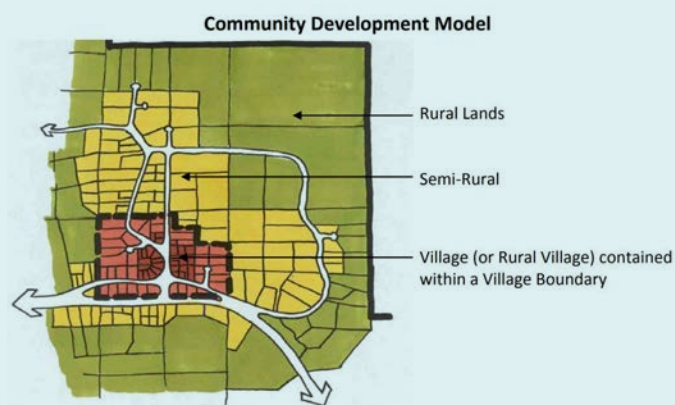 Community Development Model
Rural Lands
Semi-Rural
Village (or Rural Village) contained
within a Village Boundary